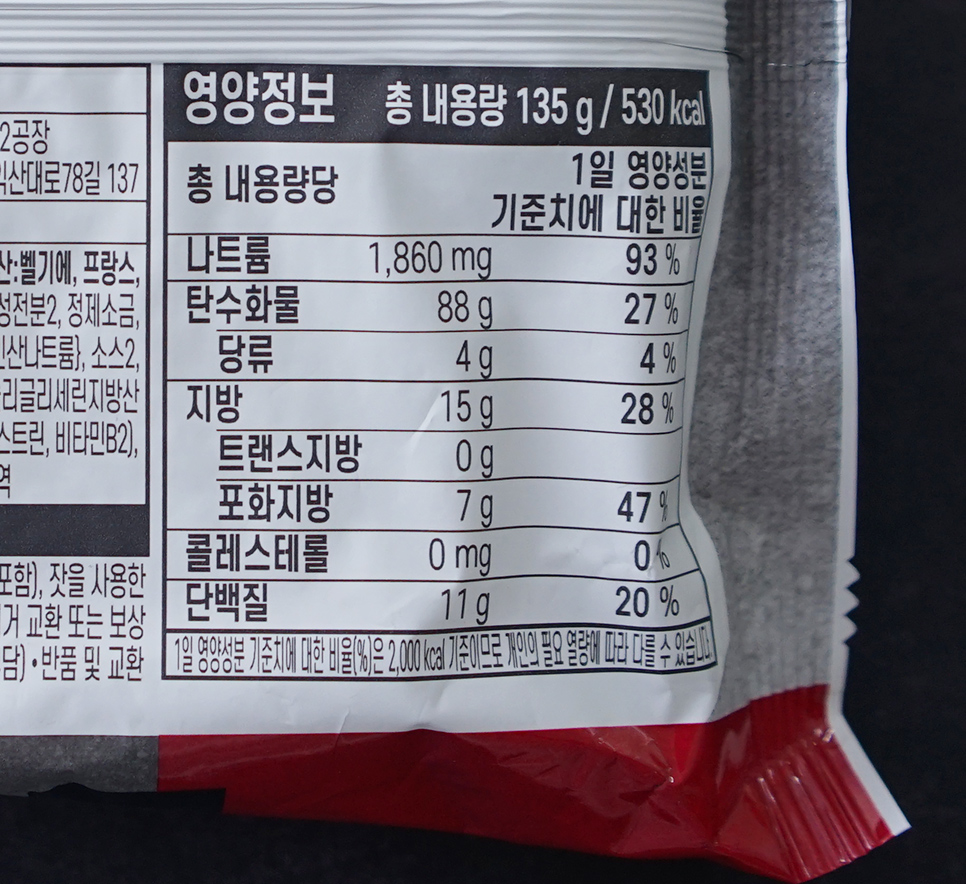 2공장
익산대로78길 137
산:벨기에, 프랑스,
성전분2, 정제소금,
인산나트륨}, 소스2,
리글리세린지방산
스트린, 비타민B2),
역
포함), 잣을 사용한
거 교환 또는 보상
담) • 반품 및 교환
영양정보 총 내용량 135 g / 530 kcal
총 내용량당 1일 영양성분
기준치에 대한 비율
나트륨 1,860 mg 93 %
탄수화물 88 g 27 %
당류 4 g 4 %
지방 15 g 28 %
트랜스지방 0 g
포화지방 7 g 47 %
콜레스테롤 0 mg 0 %
단백질 11 g 20 %
1일 영양성분 기준치에 대한 비율(%)은 2,000 kcal 기준이므로 개인의 필요 열량에 따라 다를 수 있습니다.